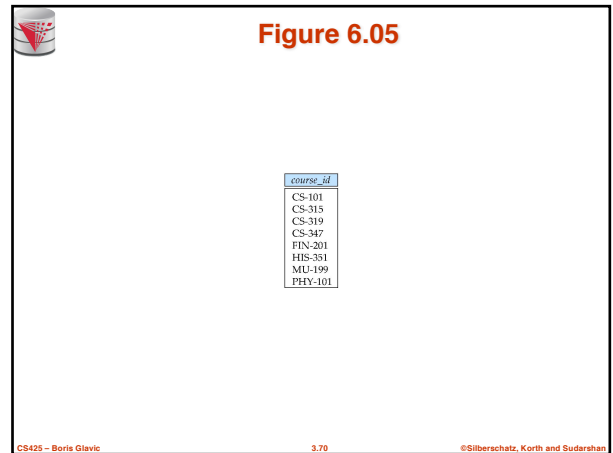 Figure 6.05
course_id
CS-101
CS-315
CS-319
CS-347
FIN-201
HIS-351
MU-199
PHY-101
CS425 – Boris Glavic
3.70
©Silberschatz, Korth and Sudarshan